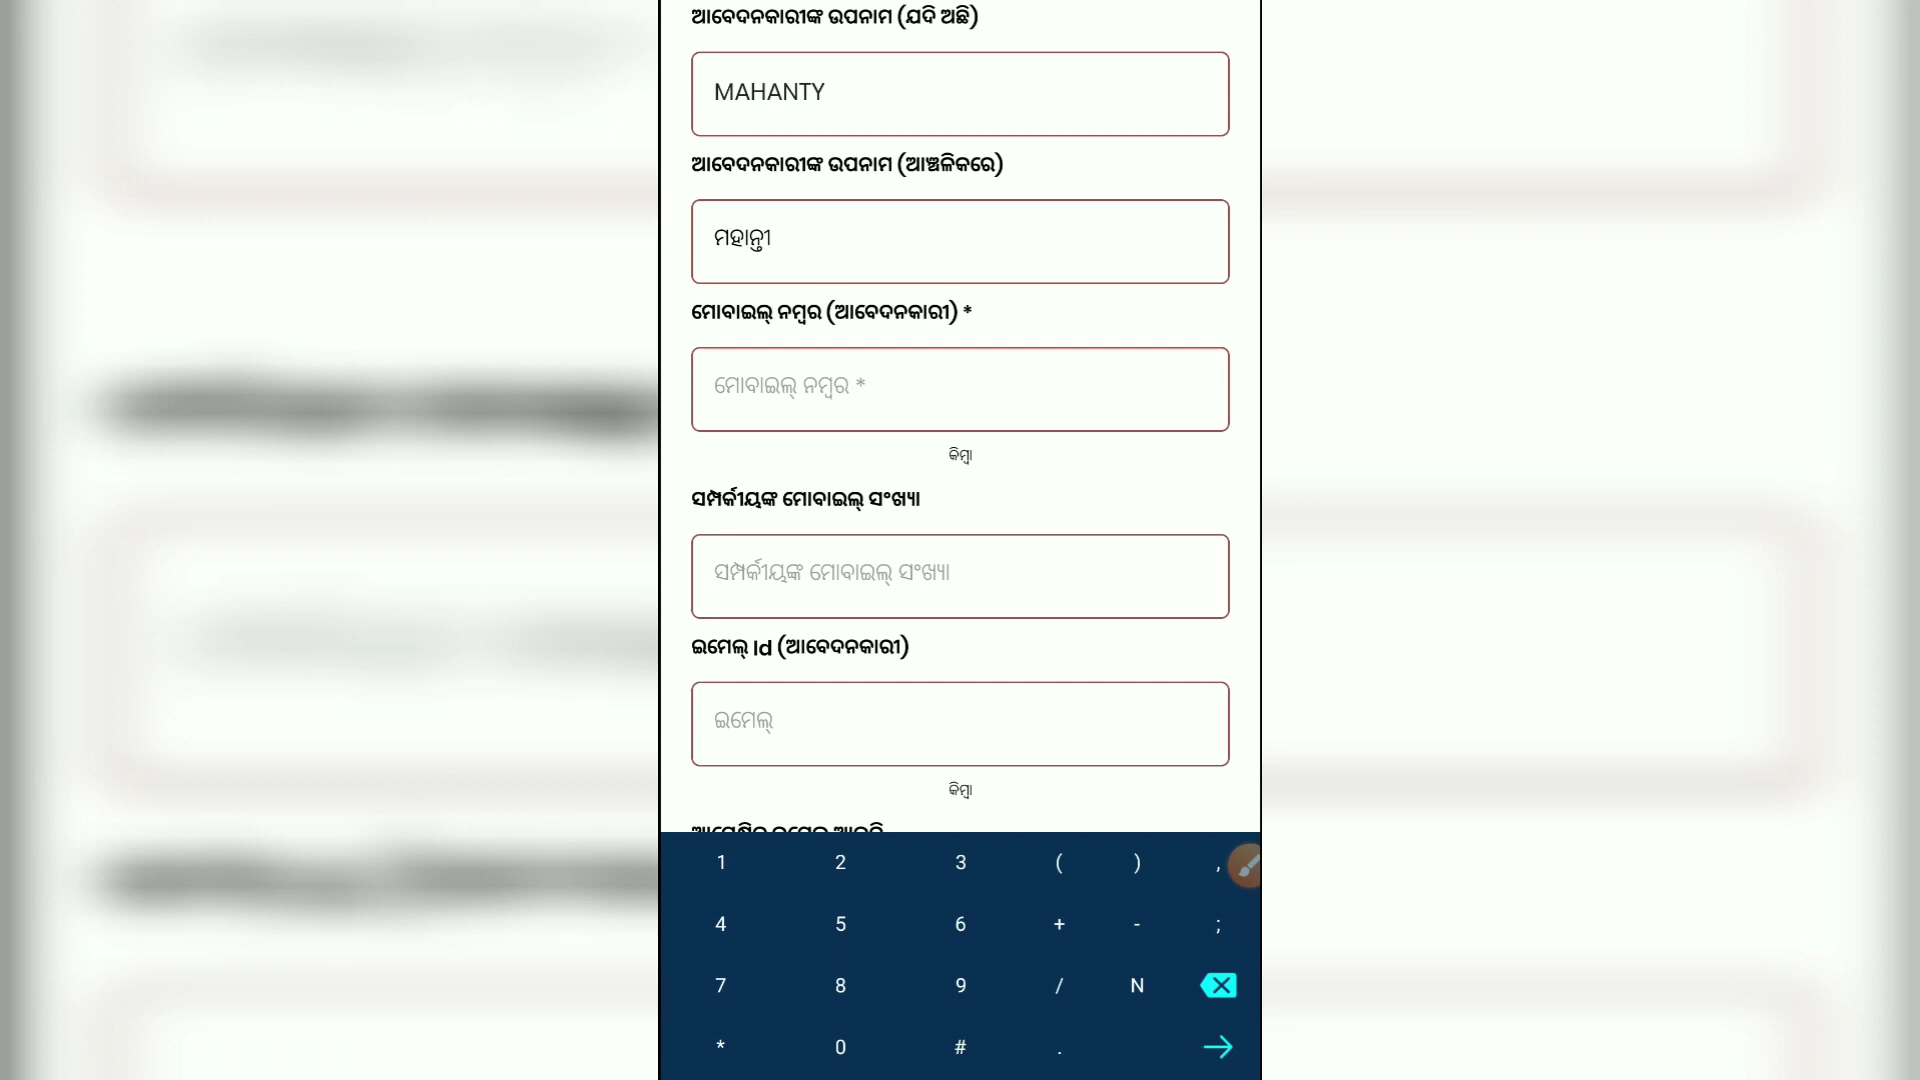 ଆବେଦନକାରୀଙ୍କ ଉପନାମ (ଯଦି ଅଛି)
MAHANTY
ଆବେଦନକାରୀଙ୍କ ଉପନାମ (ଆଞ୍ଚଳିକରେ)
ମହାନ୍ତୀ
ମୋବାଇଲ୍ ନମ୍ବର (ଆବେଦନକାରୀ) *
ମୋବାଇଲ୍ ନମ୍ବର *
କିମ୍ବା
ସମ୍ପର୍କୀୟଙ୍କ ମୋବାଇଲ୍ ସଂଖ୍ୟା
ସମ୍ପର୍କୀୟଙ୍କ ମୋବାଇଲ୍ ସଂଖ୍ୟା
ଇମେଲ୍ Id (ଆବେଦନକାରୀ)
ଇମେଲ୍
କିମ୍ବା
1 2 3 ( ) ,
4 5 6 + - ;
7 8 9 / N
* 0 # .